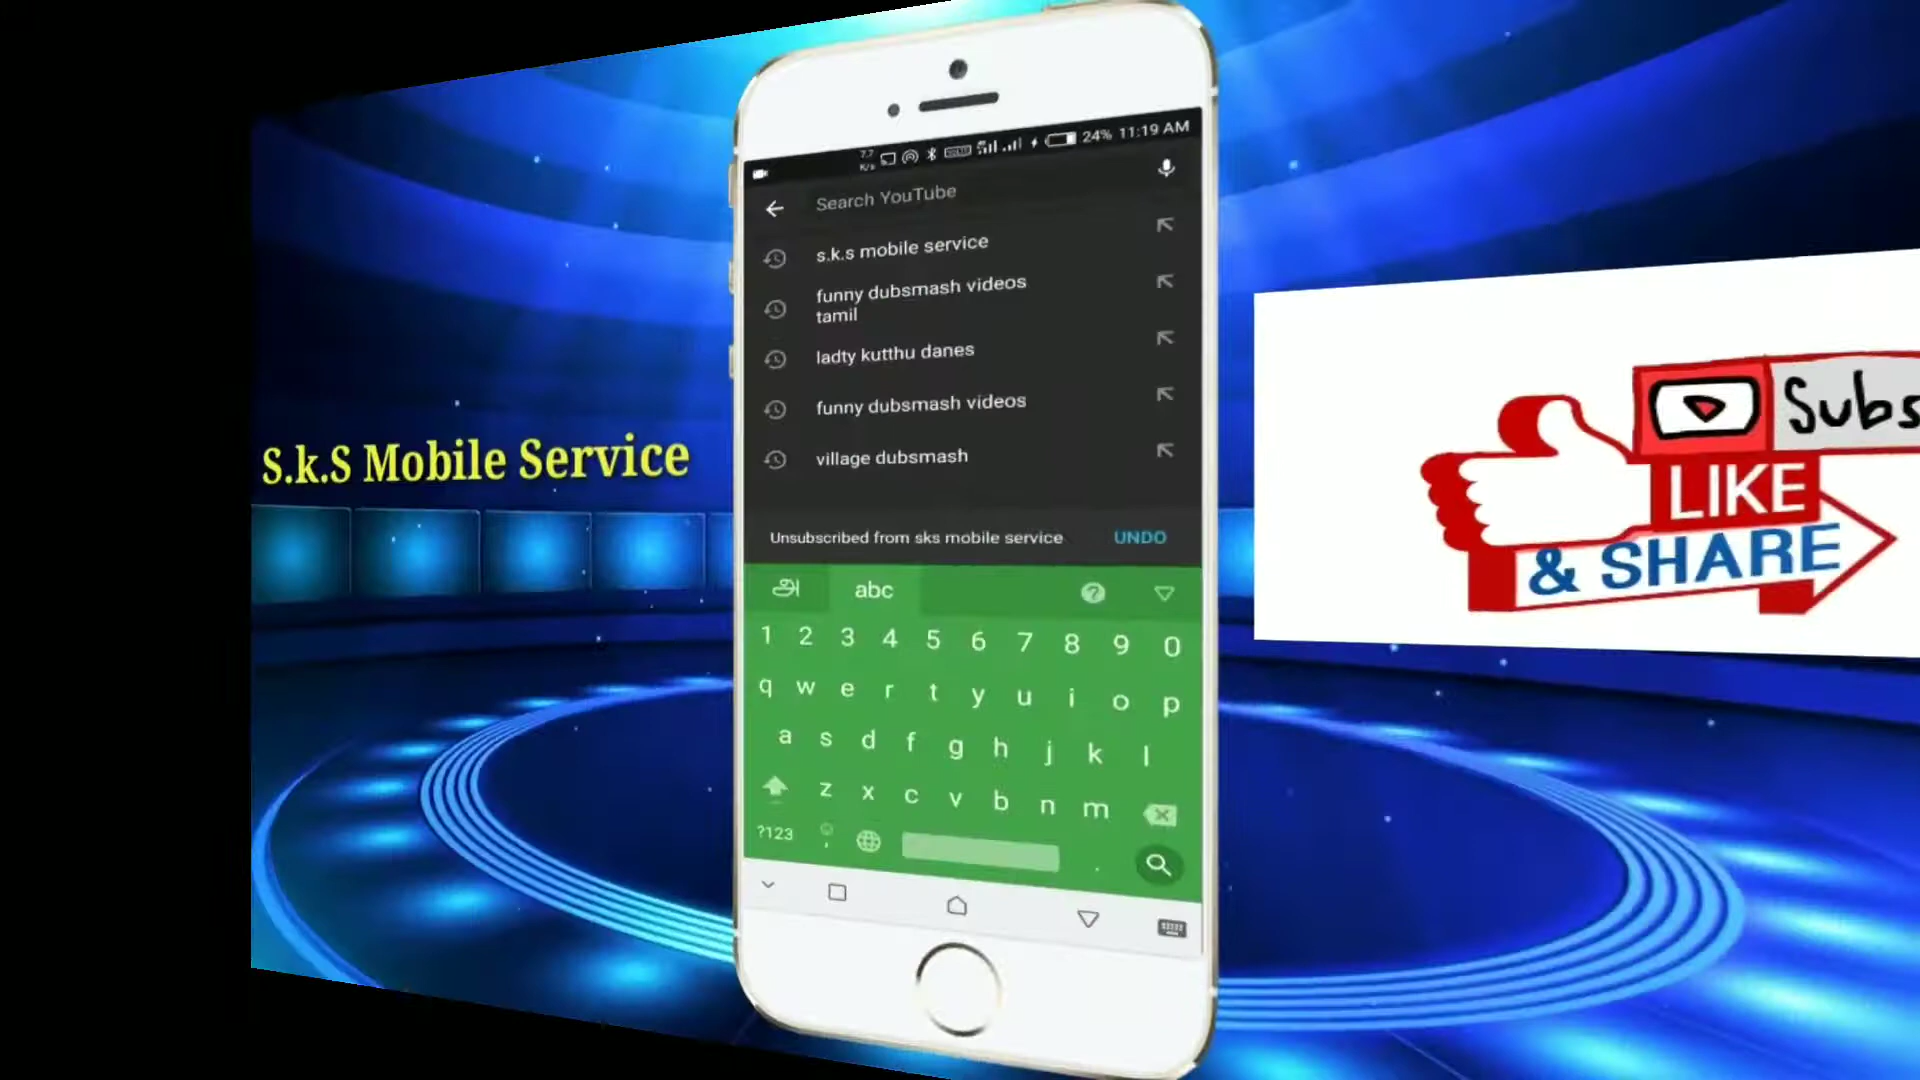 7.7
K/s
24% 11:19 AM
Search YouTube
s.k.s mobile service
funny dubsmash videos
tamil
ladty kutthu danes
funny dubsmash videos
village dubsmash
Unsubscribed from sks mobile service UNDO
அ abc
1 2 3 4 5 6 7 8 9 0
q w e r t y u i o p
a s d f g h j k l
z x c v b n m
?123 , .
S.k.S Mobile Service
Subs
LIKE
& SHARE